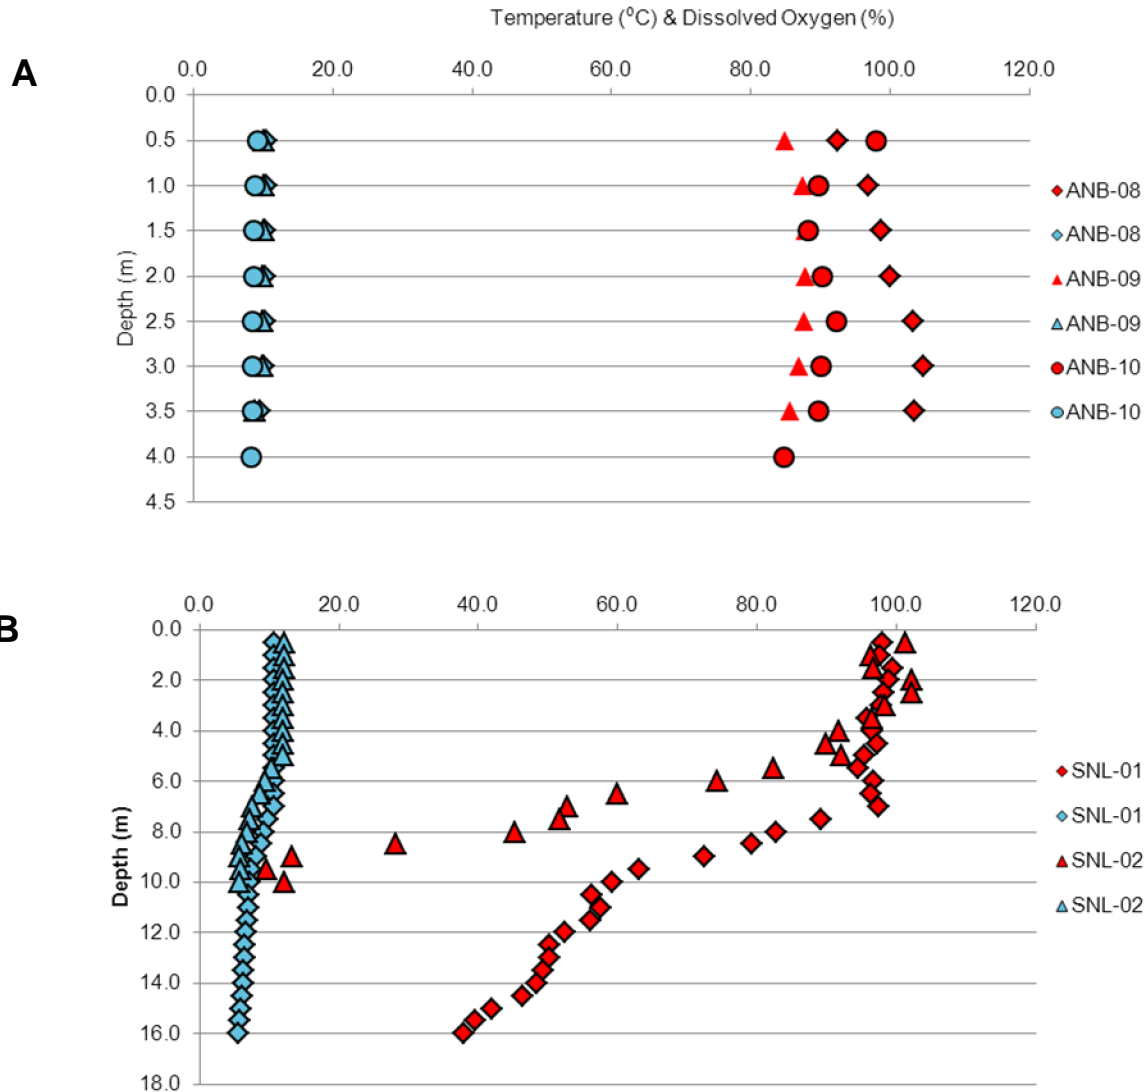 Temperature (⁰C) & Dissolved Oxygen (%)
A
0.0 20.0 40.0 60.0 80.0 100.0 120.0
0.0
0.5
1.0
1.5
2.0
2.5
3.0
3.5
4.0
4.5
Depth (m)
ANB-08
ANB-08
ANB-09
ANB-09
ANB-10
ANB-10
B
0.0 20.0 40.0 60.0 80.0 100.0 120.0
0.0
2.0
4.0
6.0
8.0
10.0
12.0
14.0
16.0
18.0
Depth (m)
SNL-01
SNL-01
SNL-02
SNL-02